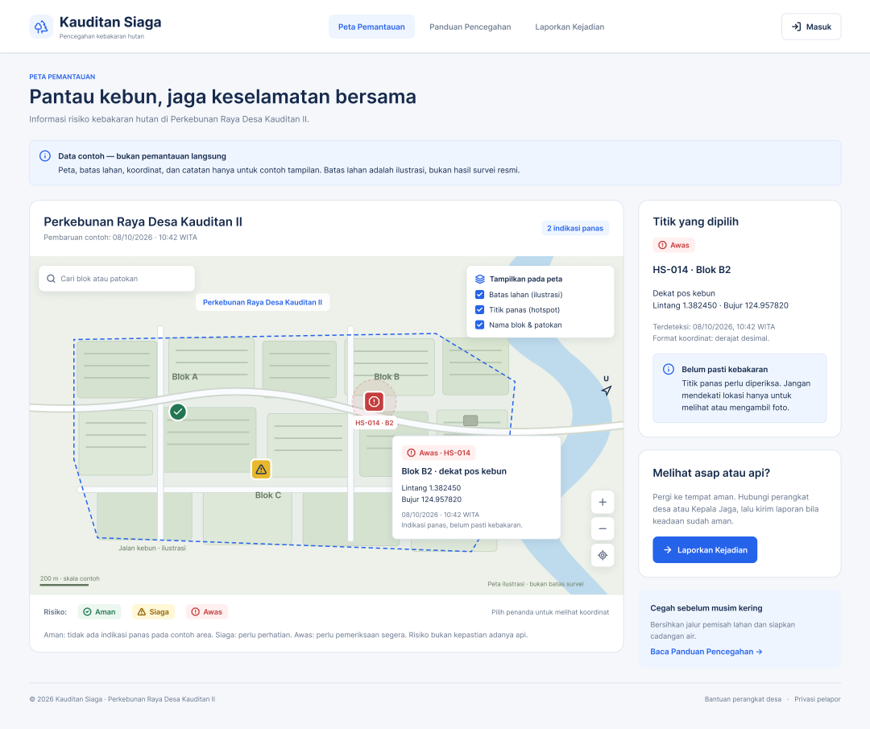 Kauditan Siaga
Pencegahan kebakaran hutan
Peta Pemantauan
Panduan Pencegahan
Laporkan Kejadian
Masuk
PETA PEMANTAUAN
Pantau kebun, jaga keselamatan bersama
Informasi risiko kebakaran hutan di Perkebunan Raya Desa Kauditan II.
Data contoh — bukan pemantauan langsung
Peta, batas lahan, koordinat, dan catatan hanya untuk contoh tampilan. Batas lahan adalah ilustrasi, bukan hasil survei resmi.
Perkebunan Raya Desa Kauditan II
Pembaruan contoh: 08/10/2026 · 10:42 WITA
2 indikasi panas
Cari blok atau patokan
Perkebunan Raya Desa Kauditan II
Tampilkan pada peta
Batas lahan (ilustrasi)
Titik panas (hotspot)
Nama blok & patokan
Blok A
Blok B
U
HS-014 · B2
Blok C
Awas · HS-014
Blok B2 · dekat pos kebun
Lintang 1.382450
Bujur 124.957820
08/10/2026 · 10:42 WITA
Indikasi panas, belum pasti kebakaran.
Jalan kebun · ilustrasi
200 m · skala contoh
Peta ilustrasi · bukan batas survei
Risiko:
Aman
Siaga
Awas
Pilih penanda untuk melihat koordinat
Aman: tidak ada indikasi panas pada contoh area. Siaga: perlu perhatian. Awas: perlu pemeriksaan segera. Risiko bukan kepastian adanya api.
Titik yang dipilih
Awas
HS-014 · Blok B2
Dekat pos kebun
Lintang 1.382450 · Bujur 124.957820
Terdeteksi: 08/10/2026, 10:42 WITA
Format koordinat: derajat desimal.
Belum pasti kebakaran
Titik panas perlu diperiksa. Jangan
mendekati lokasi hanya untuk
melihat atau mengambil foto.
Melihat asap atau api?
Pergi ke tempat aman. Hubungi perangkat
desa atau Kepala Jaga, lalu kirim laporan bila
keadaan sudah aman.
Laporkan Kejadian
Cegah sebelum musim kering
Bersihkan jalur pemisah lahan dan siapkan
cadangan air.
Baca Panduan Pencegahan →
© 2026 Kauditan Siaga · Perkebunan Raya Desa Kauditan II
Bantuan perangkat desa · Privasi pelapor